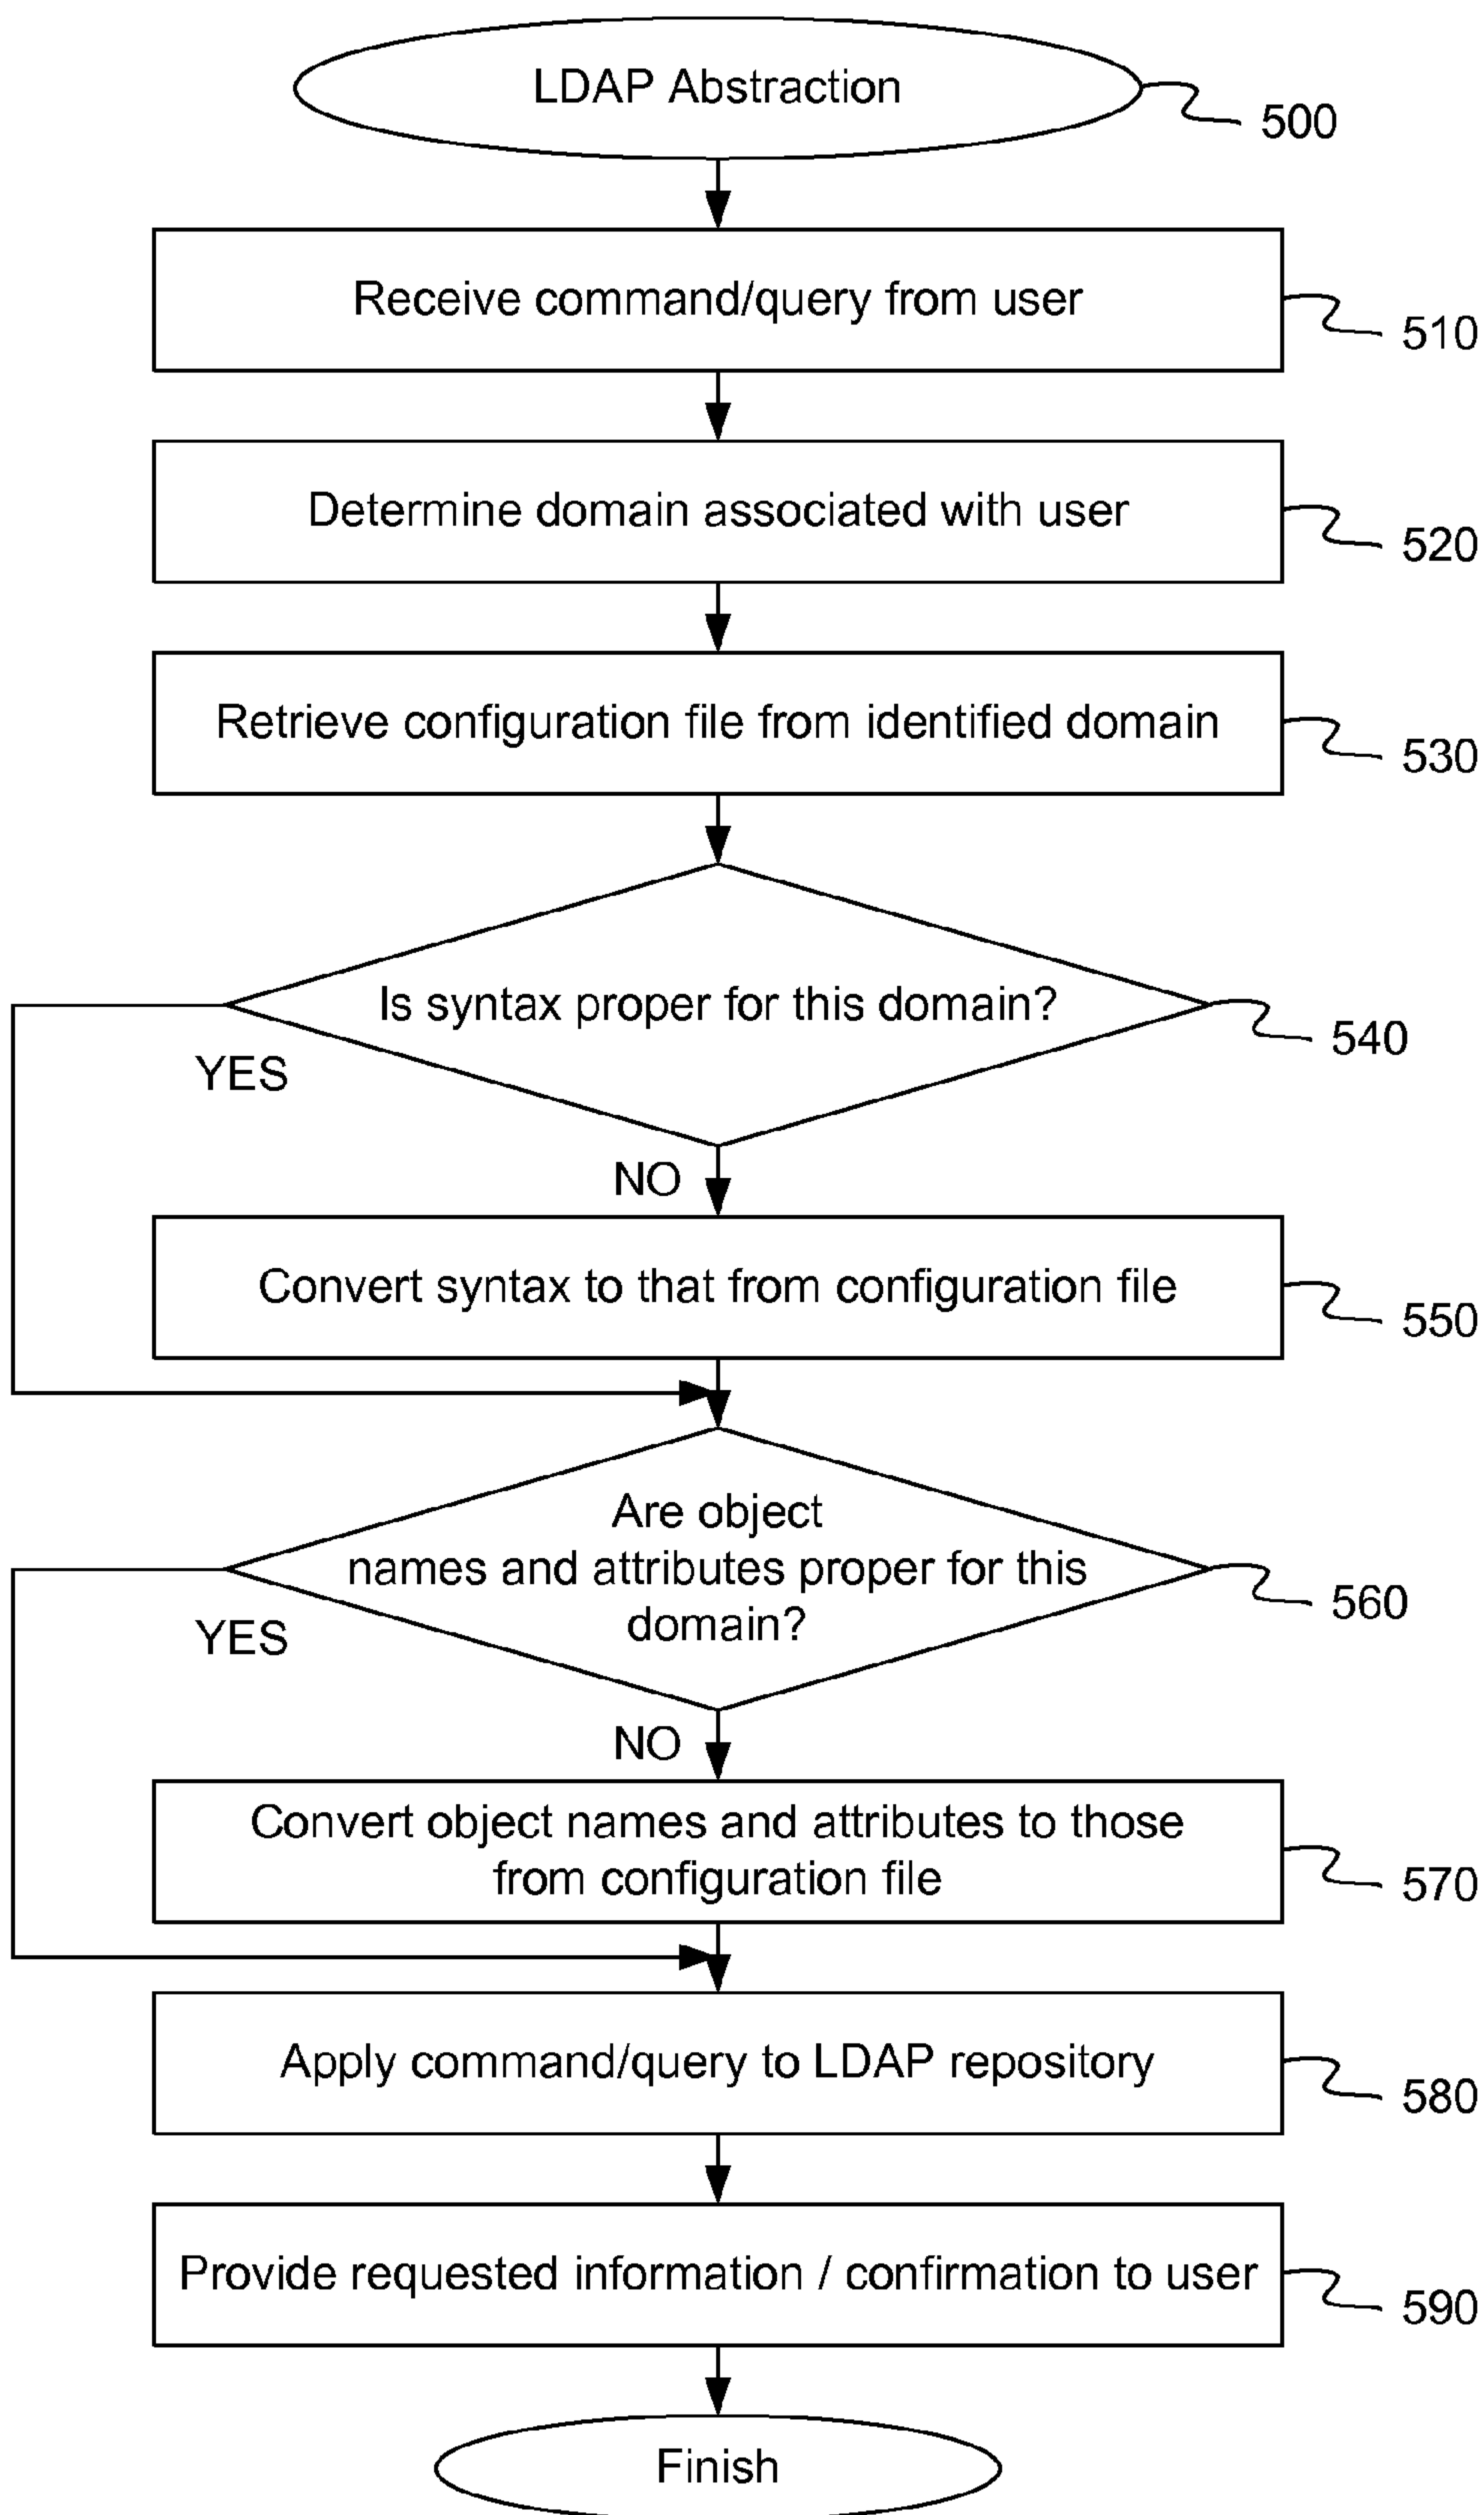 LDAP Abstraction
500
Receive command/query from user
510
Determine domain associated with user
520
Retrieve configuration file from identified domain
530
Is syntax proper for this domain?
540
YES
NO
Convert syntax to that from configuration file
550
Are object
names and attributes proper for this
domain?
560
YES
NO
Convert object names and attributes to those
from configuration file
570
Apply command/query to LDAP repository
580
Provide requested information / confirmation to user
590
Finish